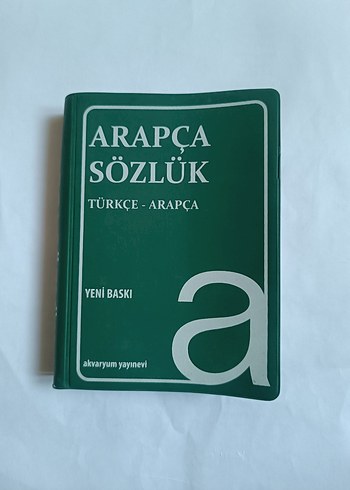 ARAPÇA
SÖZLÜK
TÜRKÇE - ARAPÇA
YENİ BASKI
a
akvaryum yayınevi